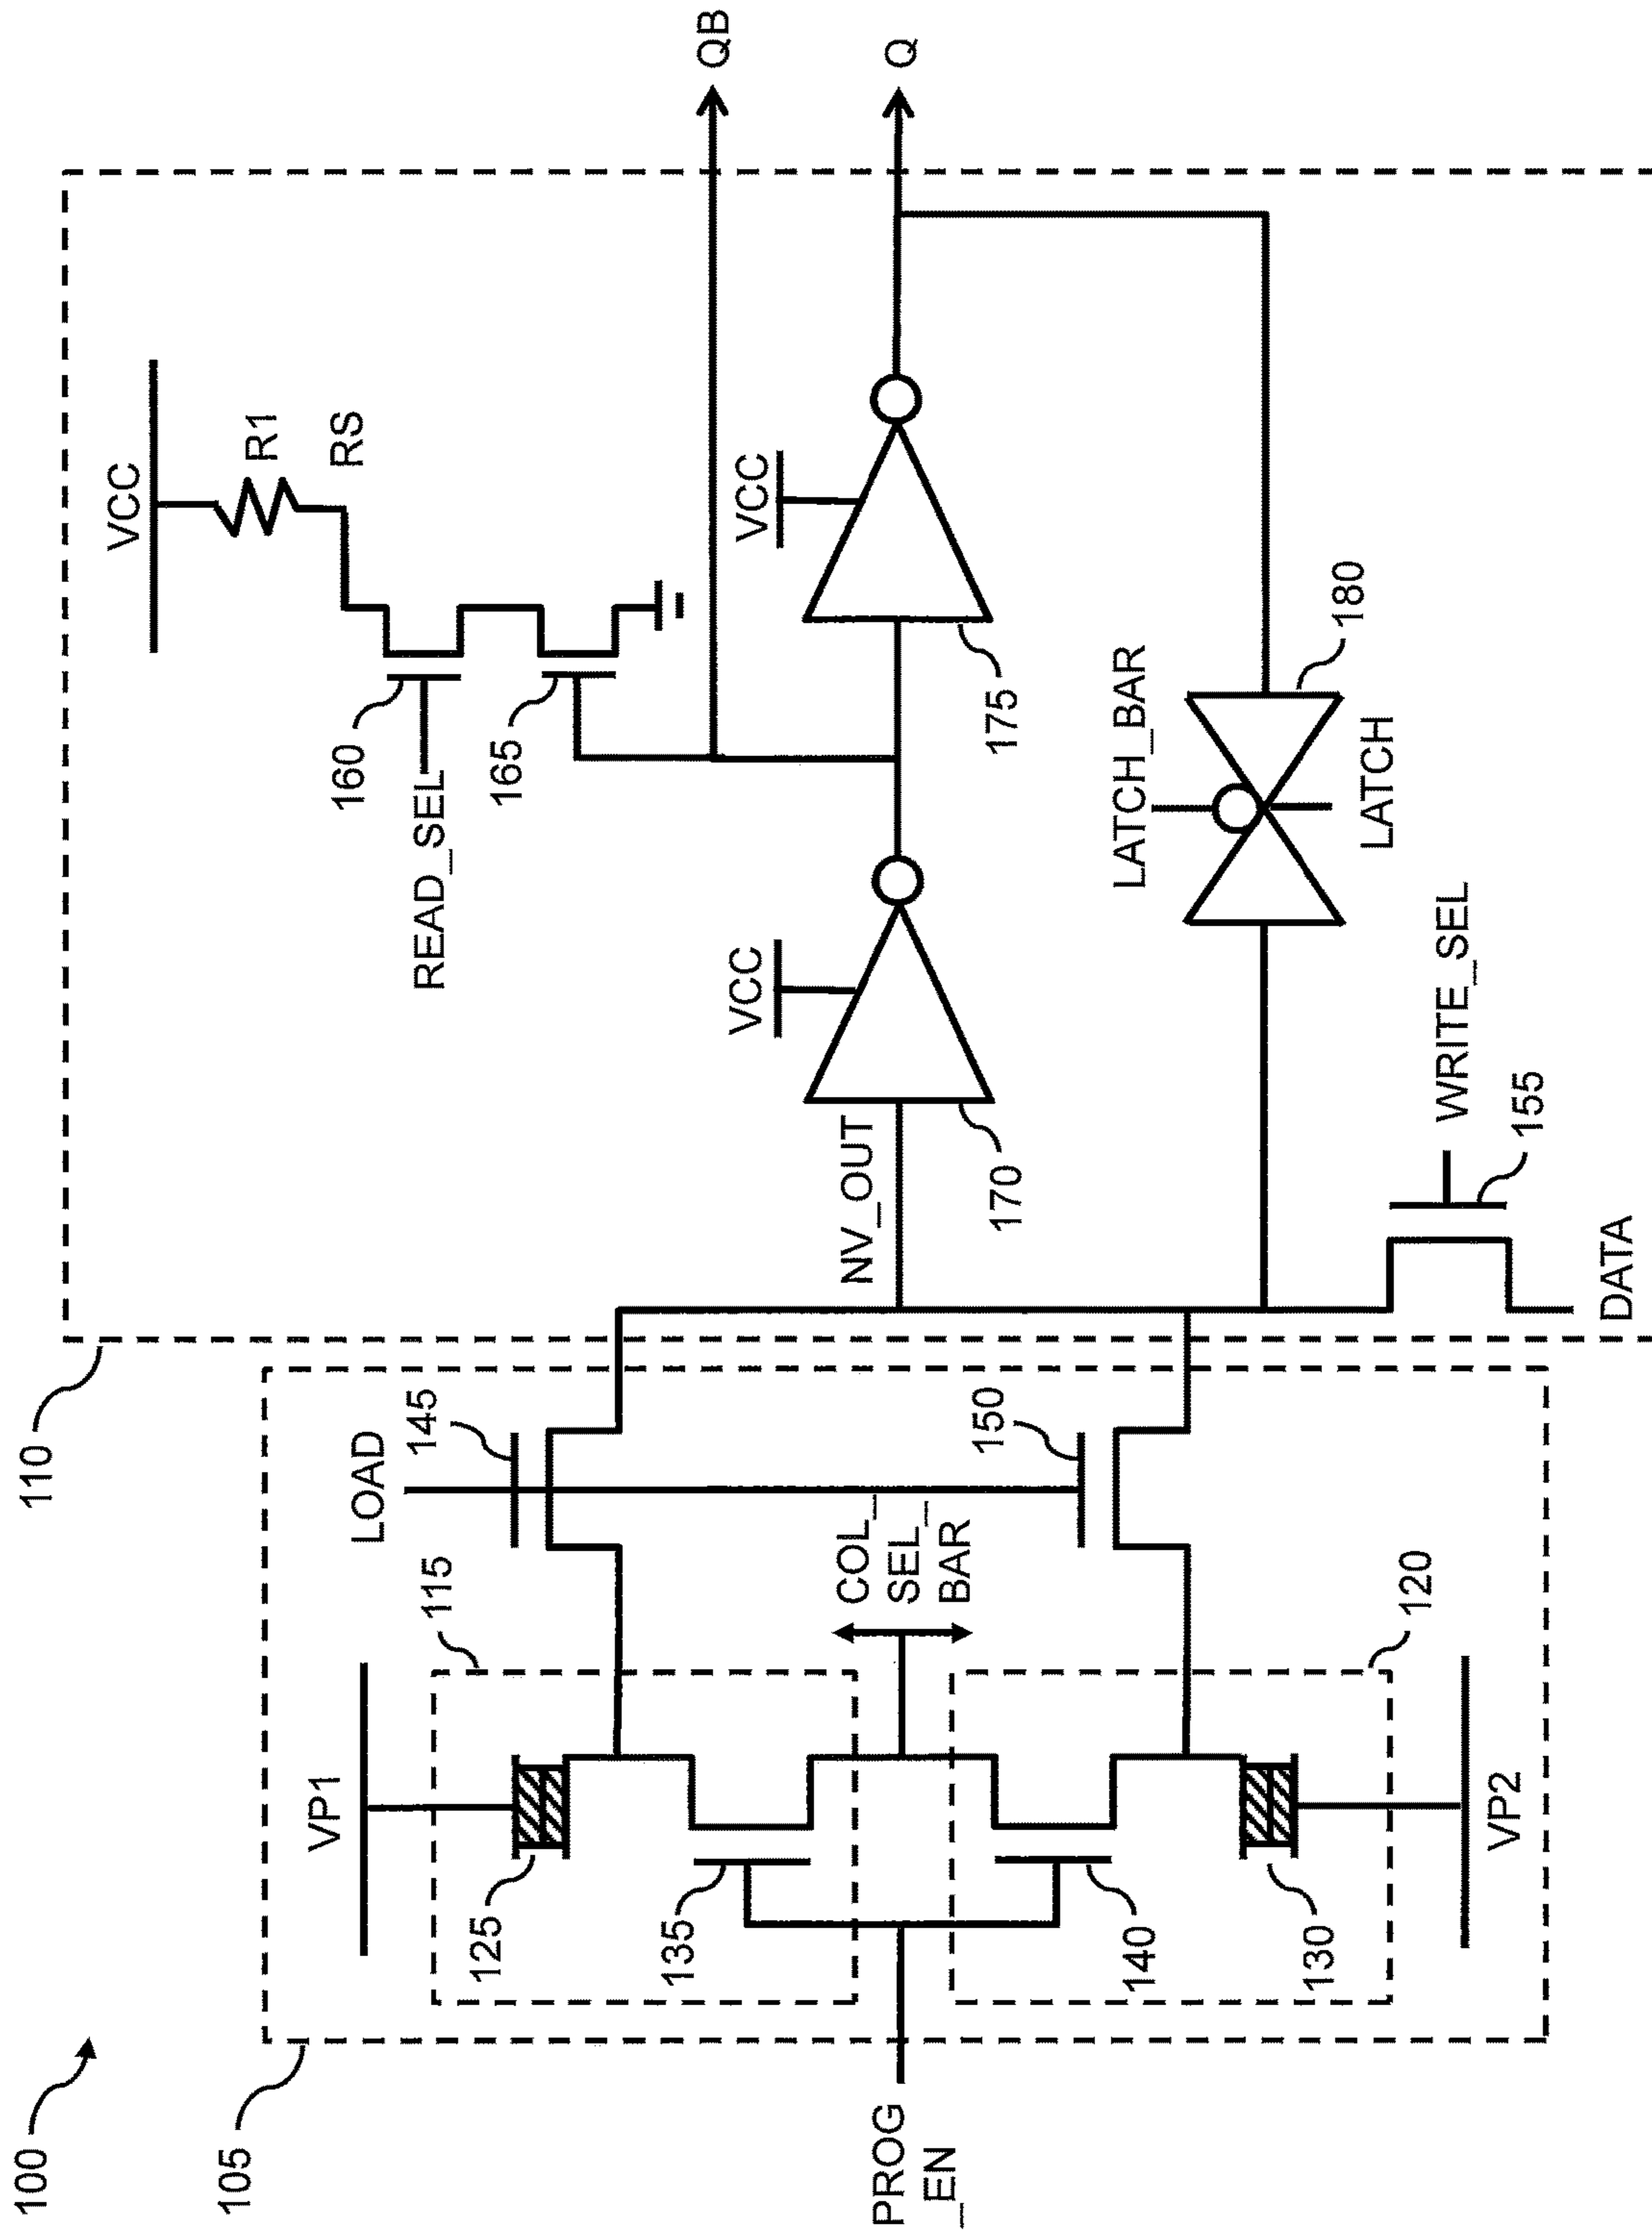 100
105
110
PROG
_EN
VP1
115
125
135
LOAD
145
COL_
SEL_
BAR
140
130
120
VP2
150
NV_OUT
170
VCC
READ_SEL
160
165
VCC
R1
RS
VCC
175
QB
Q
LATCH_BAR
180
LATCH
WRITE_SEL
155
DATA